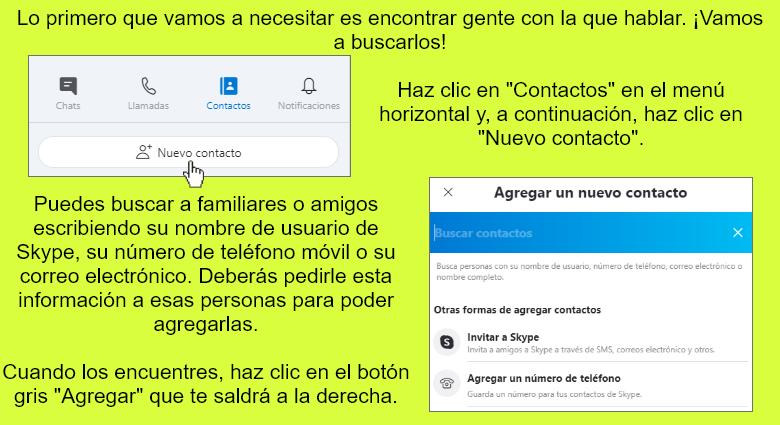 Lo primero que vamos a necesitar es encontrar gente con la que hablar. ¡Vamos
a buscarlos!
Chats
Llamadas
Contactos
Notificaciones
Nuevo contacto
Haz clic en "Contactos" en el menú
horizontal y, a continuación, haz clic en
"Nuevo contacto".
Puedes buscar a familiares o amigos
escribiendo su nombre de usuario de
Skype, su número de teléfono móvil o su
correo electrónico. Deberás pedirle esta
información a esas personas para poder
agregarlas.
Cuando los encuentres, haz clic en el botón
gris "Agregar" que te saldrá a la derecha.
Agregar un nuevo contacto
Buscar contactos
Busca personas con su nombre de usuario, número de teléfono, correo electrónico o
nombre completo.
Otras formas de agregar contactos
Invitar a Skype
Invita a amigos a Skype a través de SMS, correos electrónico y otros.
Agregar un número de teléfono
Guarda un número para tus contactos de Skype.